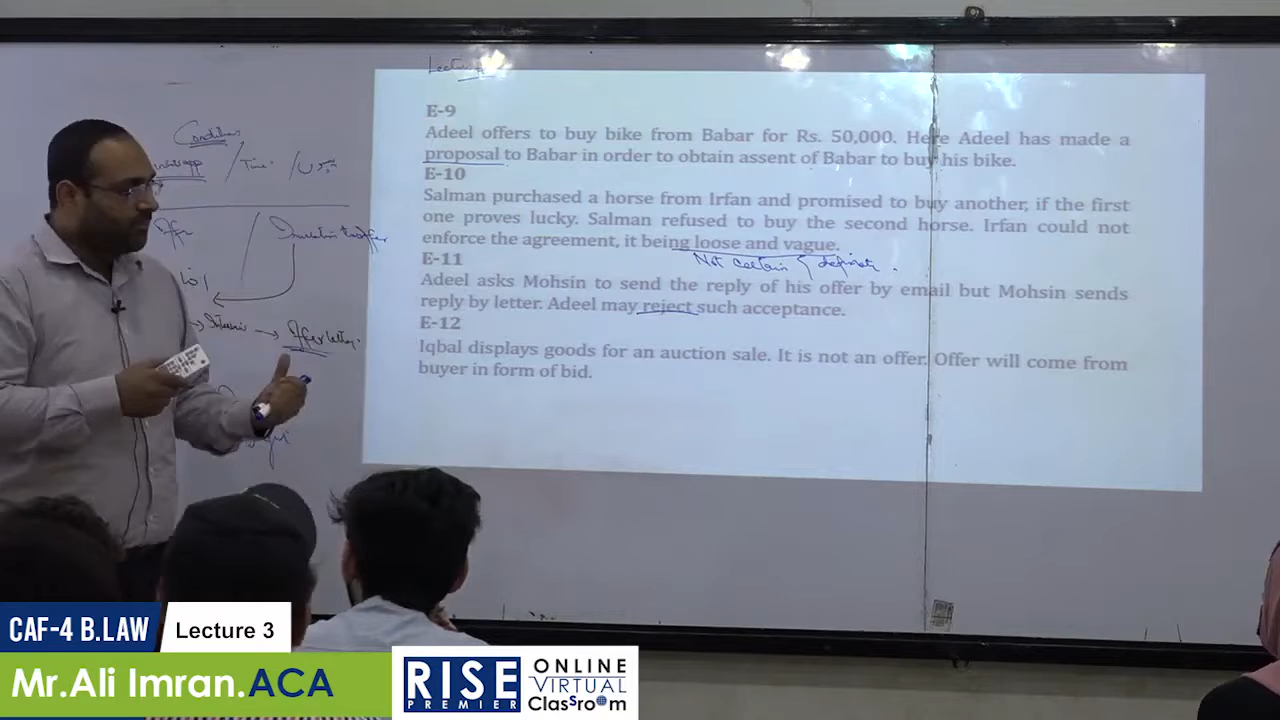 Lecture
E-9
Adeel offers to buy bike from Babar for Rs. 50,000. Here Adeel has made a
proposal to Babar in order to obtain assent of Babar to buy his bike.
E-10
Salman purchased a horse from Irfan and promised to buy another, if the first
one proves lucky. Salman refused to buy the second horse. Irfan could not
enforce the agreement, it being loose and vague.
Not certain & definite.
E-11
Adeel asks Mohsin to send the reply of his offer by email but Mohsin sends
reply by letter. Adeel may reject such acceptance.
E-12
Iqbal displays goods for an auction sale. It is not an offer. Offer will come from
buyer in form of bid.
Condition
whatsapp / Time /
Offer / Invitation to offer
→ → Offer letter.
CAF-4 B.LAW
Lecture 3
Mr.Ali Imran.ACA
RISE
PREMIER
ONLINE
VIRTUAL
Classroom